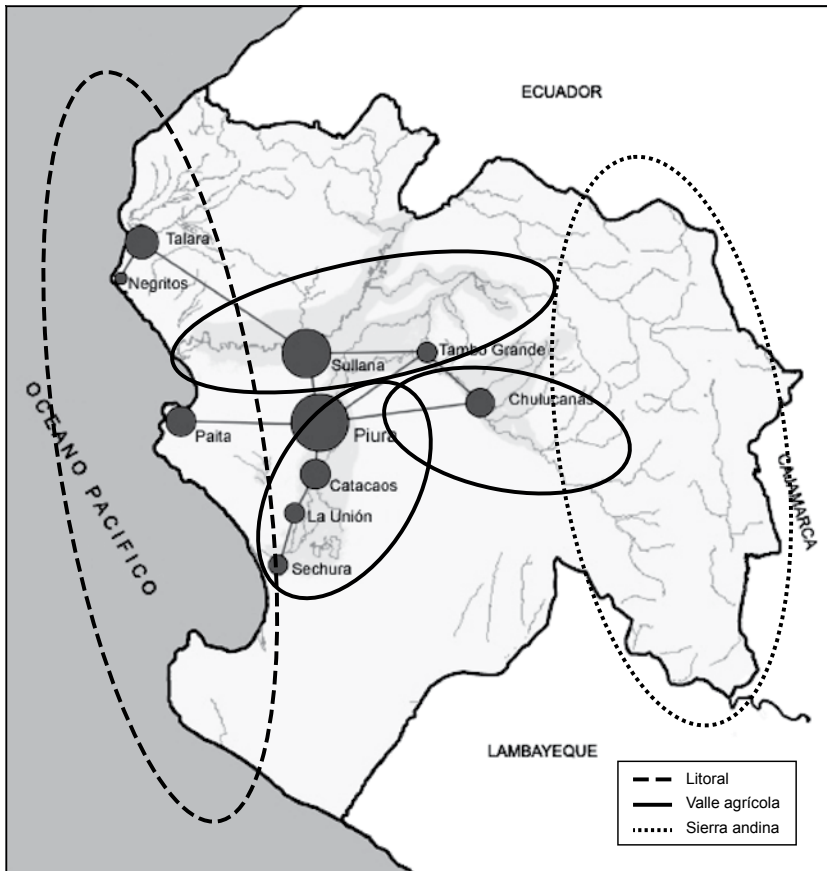 ECUADOR
Talara
Negritos
Sullana
Tambo Grande
Chulucanas
OCEANO PACIFICO
Paita
Piura
CAJAMARCA
Catacaos
La Unión
Sechura
LAMBAYEQUE
Litoral
Valle agrícola
Sierra andina